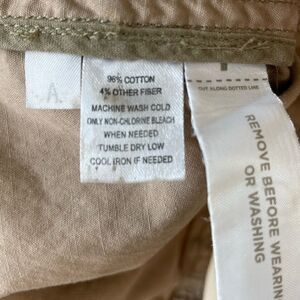 A.
96% COTTON
4% OTHER FIBER
MACHINE WASH COLD
ONLY NON-CHLORINE BLEACH
WHEN NEEDED
TUMBLE DRY LOW
COOL IRON IF NEEDED
CUT ALONG DOTTED LINE
REMOVE BEFORE WEARIN
OR WASHING